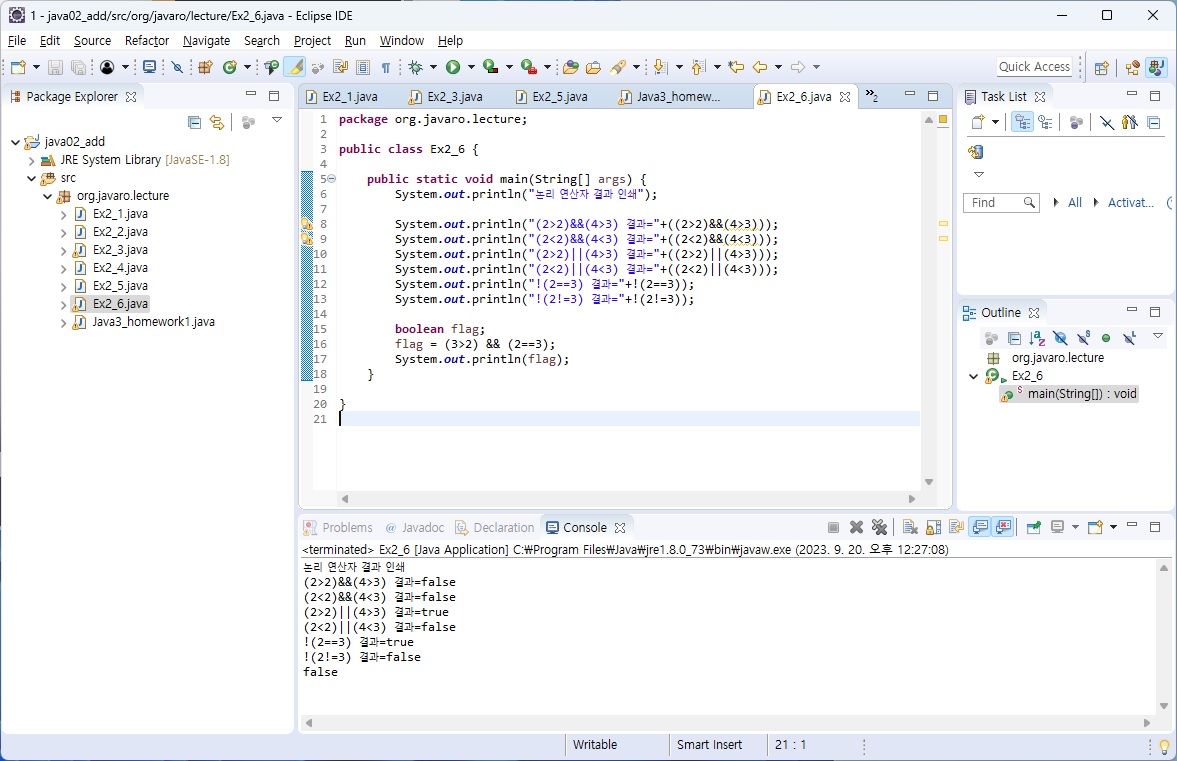 1 - java02_add/src/org/javaro/lecture/Ex2_6.java - Eclipse IDE
File Edit Source Refactor Navigate Search Project Run Window Help
Quick Access
Package Explorer
java02_add
JRE System Library [JavaSE-1.8]
src
org.javaro.lecture
Ex2_1.java
Ex2_2.java
Ex2_3.java
Ex2_4.java
Ex2_5.java
Ex2_6.java
Java3_homework1.java
Ex2_1.java Ex2_3.java Ex2_5.java Java3_homew... Ex2_6.java »2
1 package org.javaro.lecture;
2
3 public class Ex2_6 {
4
5 public static void main(String[] args) {
6 System.out.println("논리 연산자 결과 인쇄");
7
8 System.out.println("(2>2)&&(4>3) 결과="+((2>2)&&(4>3)));
9 System.out.println("(2<2)&&(4<3) 결과="+((2<2)&&(4<3)));
10 System.out.println("(2>2)||(4>3) 결과="+((2>2)||(4>3)));
11 System.out.println("(2<2)||(4<3) 결과="+((2<2)||(4<3)));
12 System.out.println("!(2==3) 결과="+!(2==3));
13 System.out.println("!(2!=3) 결과="+!(2!=3));
14
15 boolean flag;
16 flag = (3>2) && (2==3);
17 System.out.println(flag);
18 }
19
20 }
21
Task List
Find All Activat...
Outline
org.javaro.lecture
Ex2_6
main(String[]) : void
Problems @ Javadoc Declaration Console
<terminated> Ex2_6 [Java Application] C:₩Program Files₩Java₩jre1.8.0_73₩bin₩javaw.exe (2023. 9. 20. 오후 12:27:08)
논리 연산자 결과 인쇄
(2>2)&&(4>3) 결과=false
(2<2)&&(4<3) 결과=false
(2>2)||(4>3) 결과=true
(2<2)||(4<3) 결과=false
!(2==3) 결과=true
!(2!=3) 결과=false
false
Writable Smart Insert 21 : 1